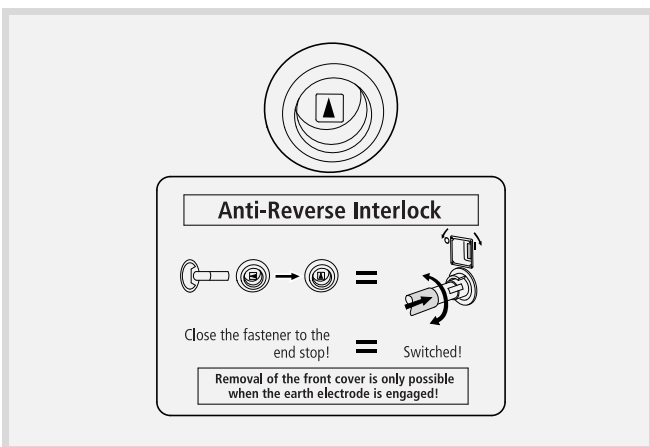 Anti-Reverse Interlock
Close the fastener to the
end stop!
Switched!
Removal of the front cover is only possible
when the earth electrode is engaged!